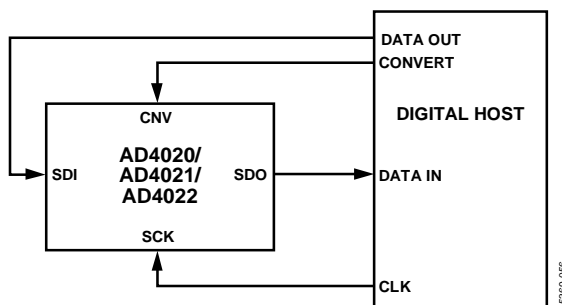 DATA OUT
CONVERT
DIGITAL HOST
CNV
AD4020/
AD4021/
AD4022
SDI
SDO
DATA IN
SCK
CLK